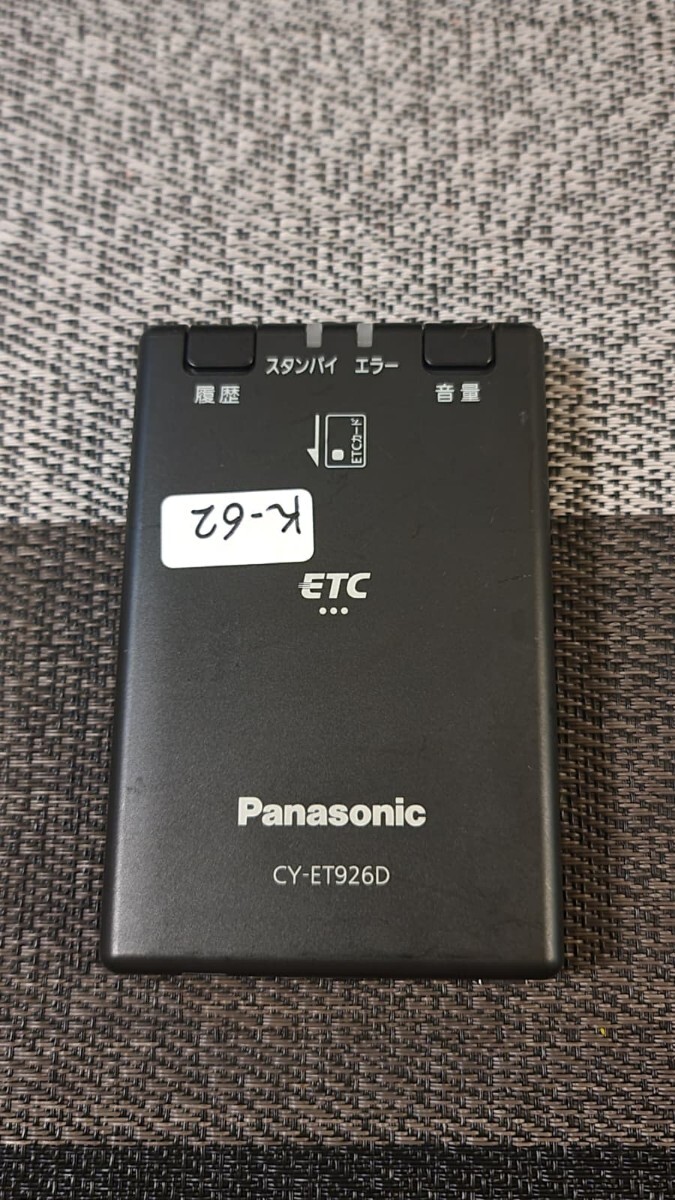 スタンバイ エラー
履歴 音量
ETCカード
K-62
ETC
Panasonic
CY-ET926D